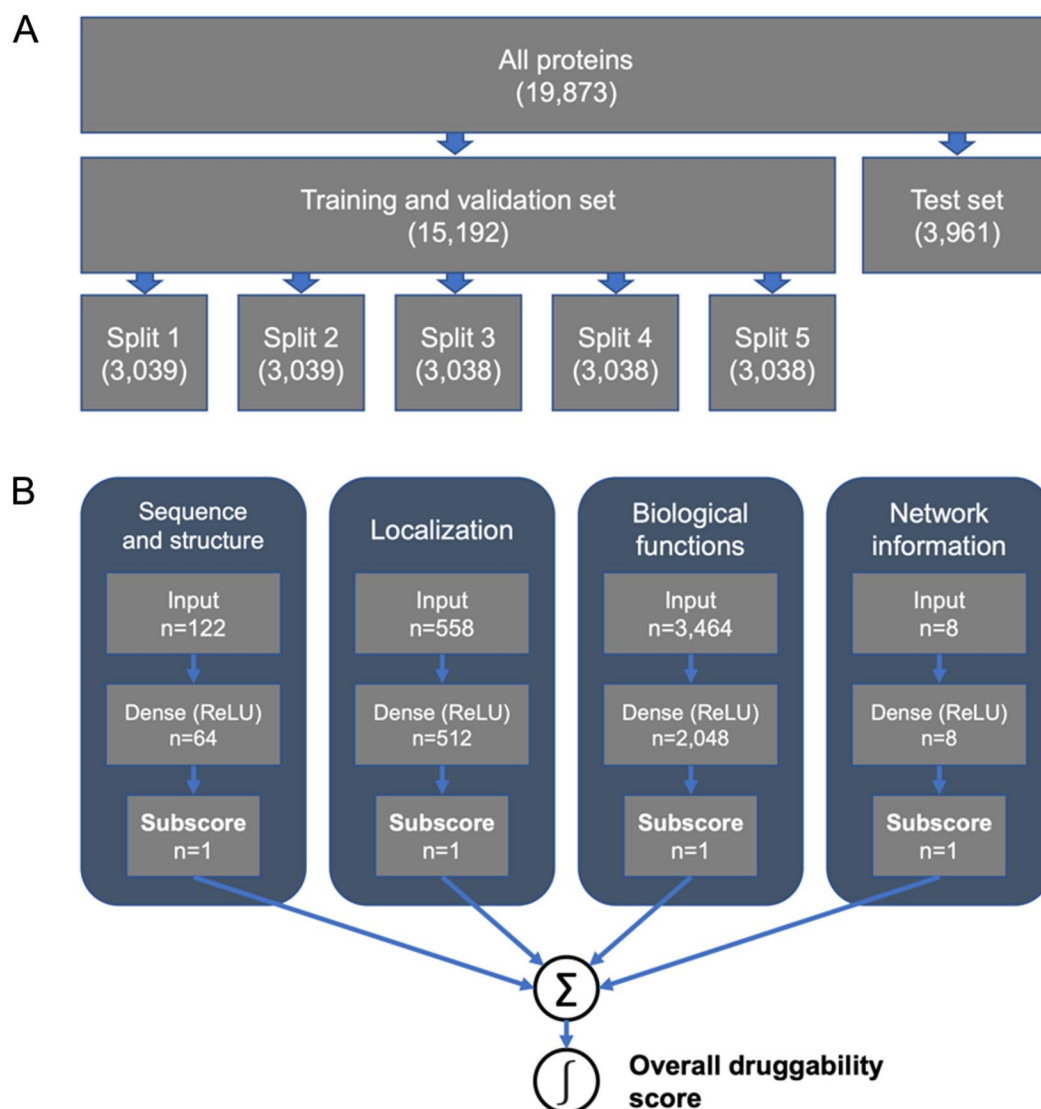 A
All proteins
(19,873)
Training and validation set
(15,192)
Test set
(3,961)
Split 1
(3,039)
Split 2
(3,039)
Split 3
(3,038)
Split 4
(3,038)
Split 5
(3,038)
B
Sequence
and structure
Input
n=122
Dense (ReLU)
n=64
Subscore
n=1
Localization
Input
n=558
Dense (ReLU)
n=512
Subscore
n=1
Biological
functions
Input
n=3,464
Dense (ReLU)
n=2,048
Subscore
n=1
Network
information
Input
n=8
Dense (ReLU)
n=8
Subscore
n=1
Σ
∫
Overall druggability
score